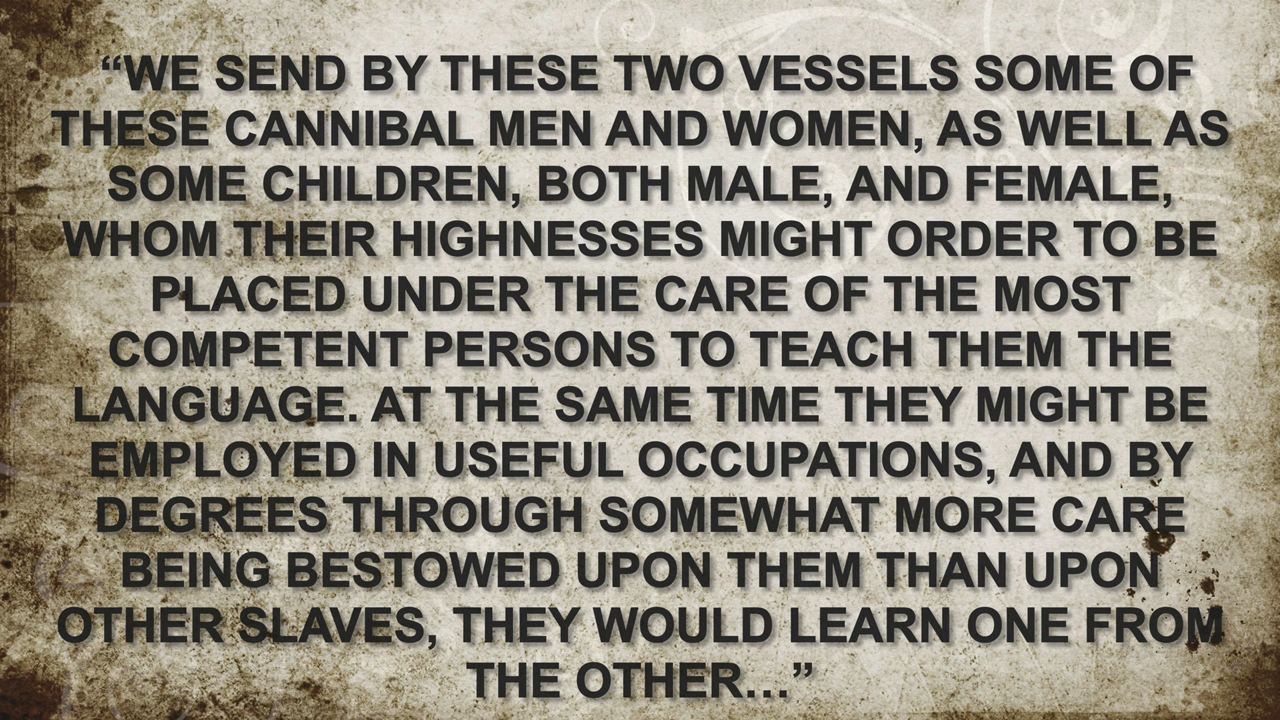 “WE SEND BY THESE TWO VESSELS SOME OF
THESE CANNIBAL MEN AND WOMEN, AS WELL AS
SOME CHILDREN, BOTH MALE, AND FEMALE,
WHOM THEIR HIGHNESSES MIGHT ORDER TO BE
PLACED UNDER THE CARE OF THE MOST
COMPETENT PERSONS TO TEACH THEM THE
LANGUAGE. AT THE SAME TIME THEY MIGHT BE
EMPLOYED IN USEFUL OCCUPATIONS, AND BY
DEGREES THROUGH SOMEWHAT MORE CARE
BEING BESTOWED UPON THEM THAN UPON
OTHER SLAVES, THEY WOULD LEARN ONE FROM
THE OTHER…”